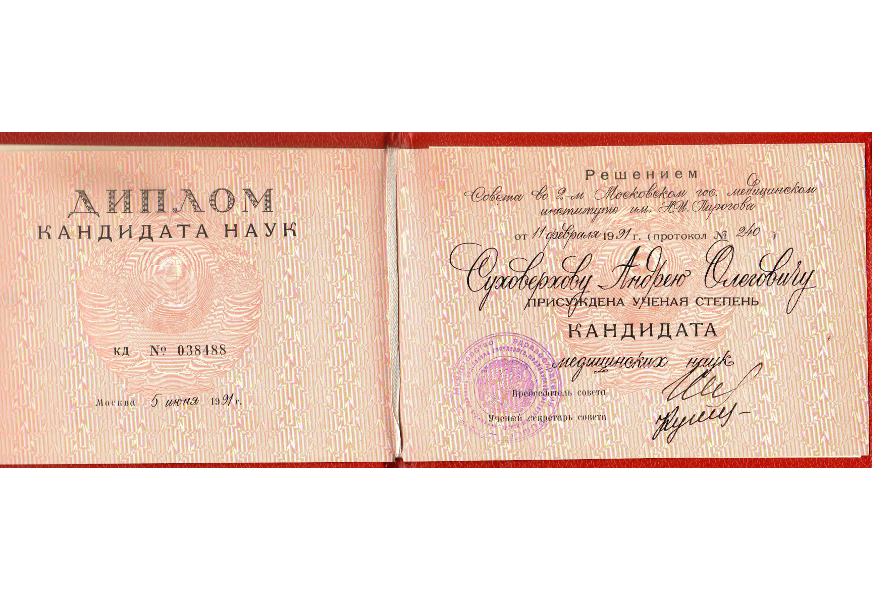 ДИПЛОМ
КАНДИДАТА НАУК
КД № 038488
Москва 5 июня 1991 г.
Решением
Совета во 2-м Московском гос. медицинском
институте им. Н.И. Пирогова
от 11 февраля 1991 г. (протокол № 240 )
Суховерхову Андрею Олеговичу
ПРИСУЖДЕНА УЧЕНАЯ СТЕПЕНЬ
КАНДИДАТА
медицинских наук
Председатель совета
Ученый секретарь совета